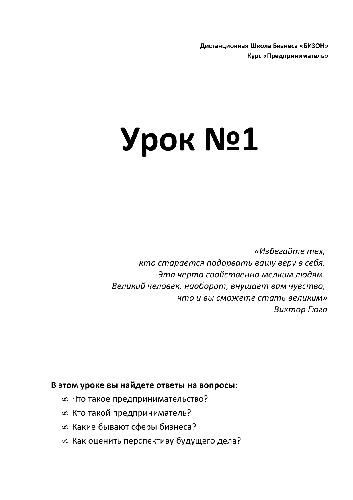 Дистанционная Школа Бизнеса «БИЗОН»
Курс «Предприниматель»
Урок №1
«Избегайте тех,
кто старается подорвать вашу веру в себя.
Эта черта свойственна мелким людям.
Великий человек, наоборот, внушает вам чувство,
что и вы сможете стать великим»
Виктор Гюго
В этом уроке вы найдете ответы на вопросы:
Что такое предпринимательство?
Кто такой предприниматель?
Какие бывают сферы бизнеса?
Как оценить перспективу будущего дела?